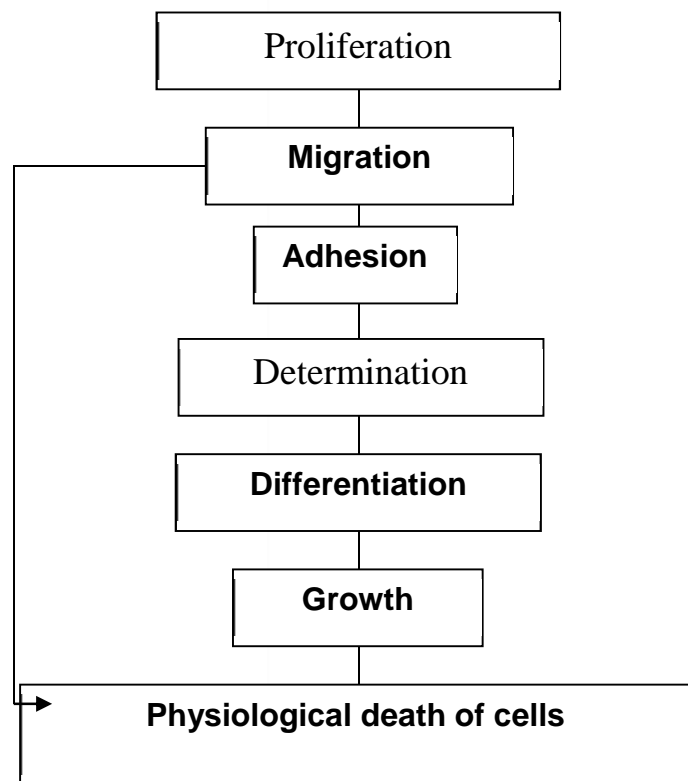 Proliferation
Migration
Adhesion
Determination
Differentiation
Growth
Physiological death of cells